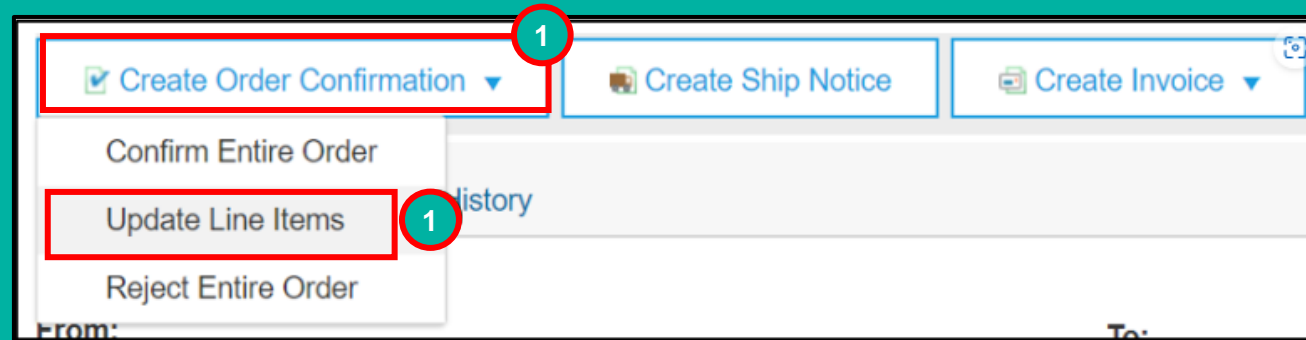 1
Create Order Confirmation
Create Ship Notice
Create Invoice
Confirm Entire Order
Update Line Items
1
History
Reject Entire Order
From:
To: